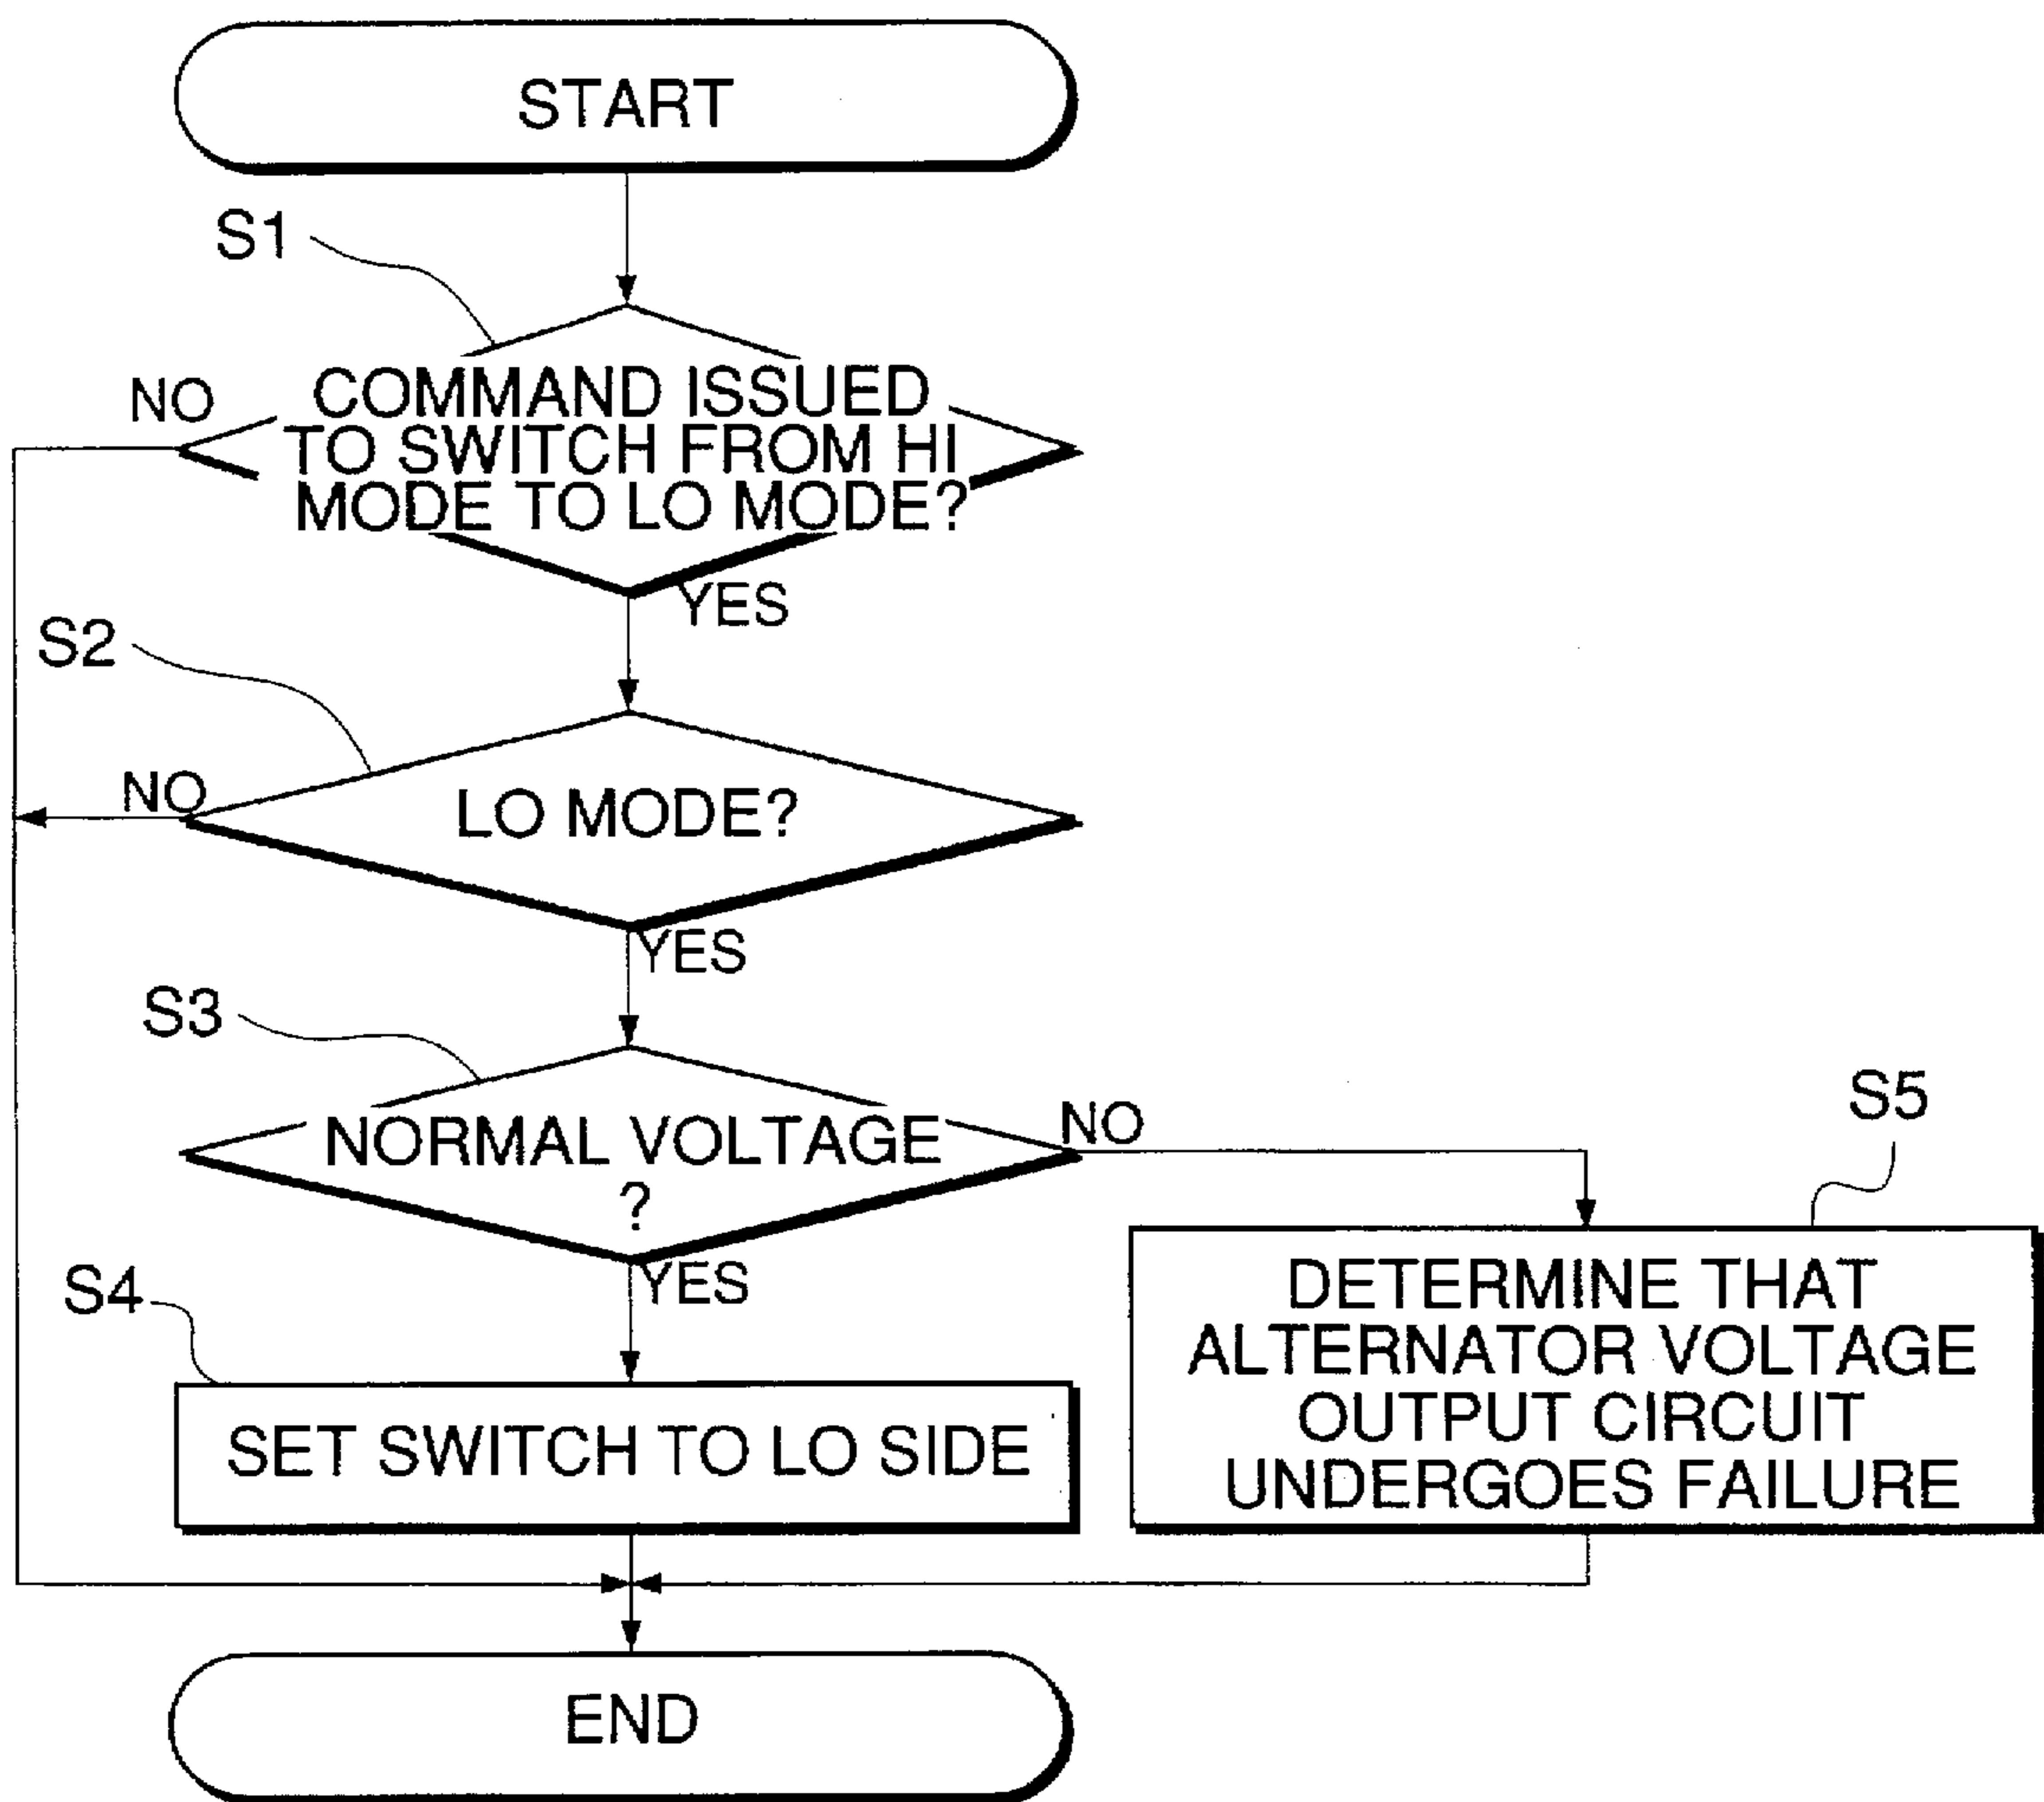 START
S1
NO
COMMAND ISSUED
TO SWITCH FROM HI
MODE TO LO MODE?
YES
S2
NO
LO MODE?
YES
S3
NORMAL VOLTAGE
?
NO
YES
S5
S4
SET SWITCH TO LO SIDE
DETERMINE THAT
ALTERNATOR VOLTAGE
OUTPUT CIRCUIT
UNDERGOES FAILURE
END